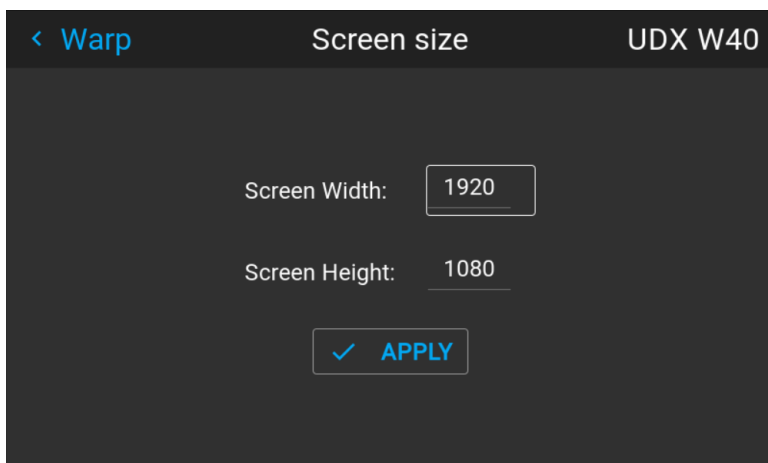 Warp Screen size UDX W40
Screen Width: 1920
Screen Height: 1080
APPLY